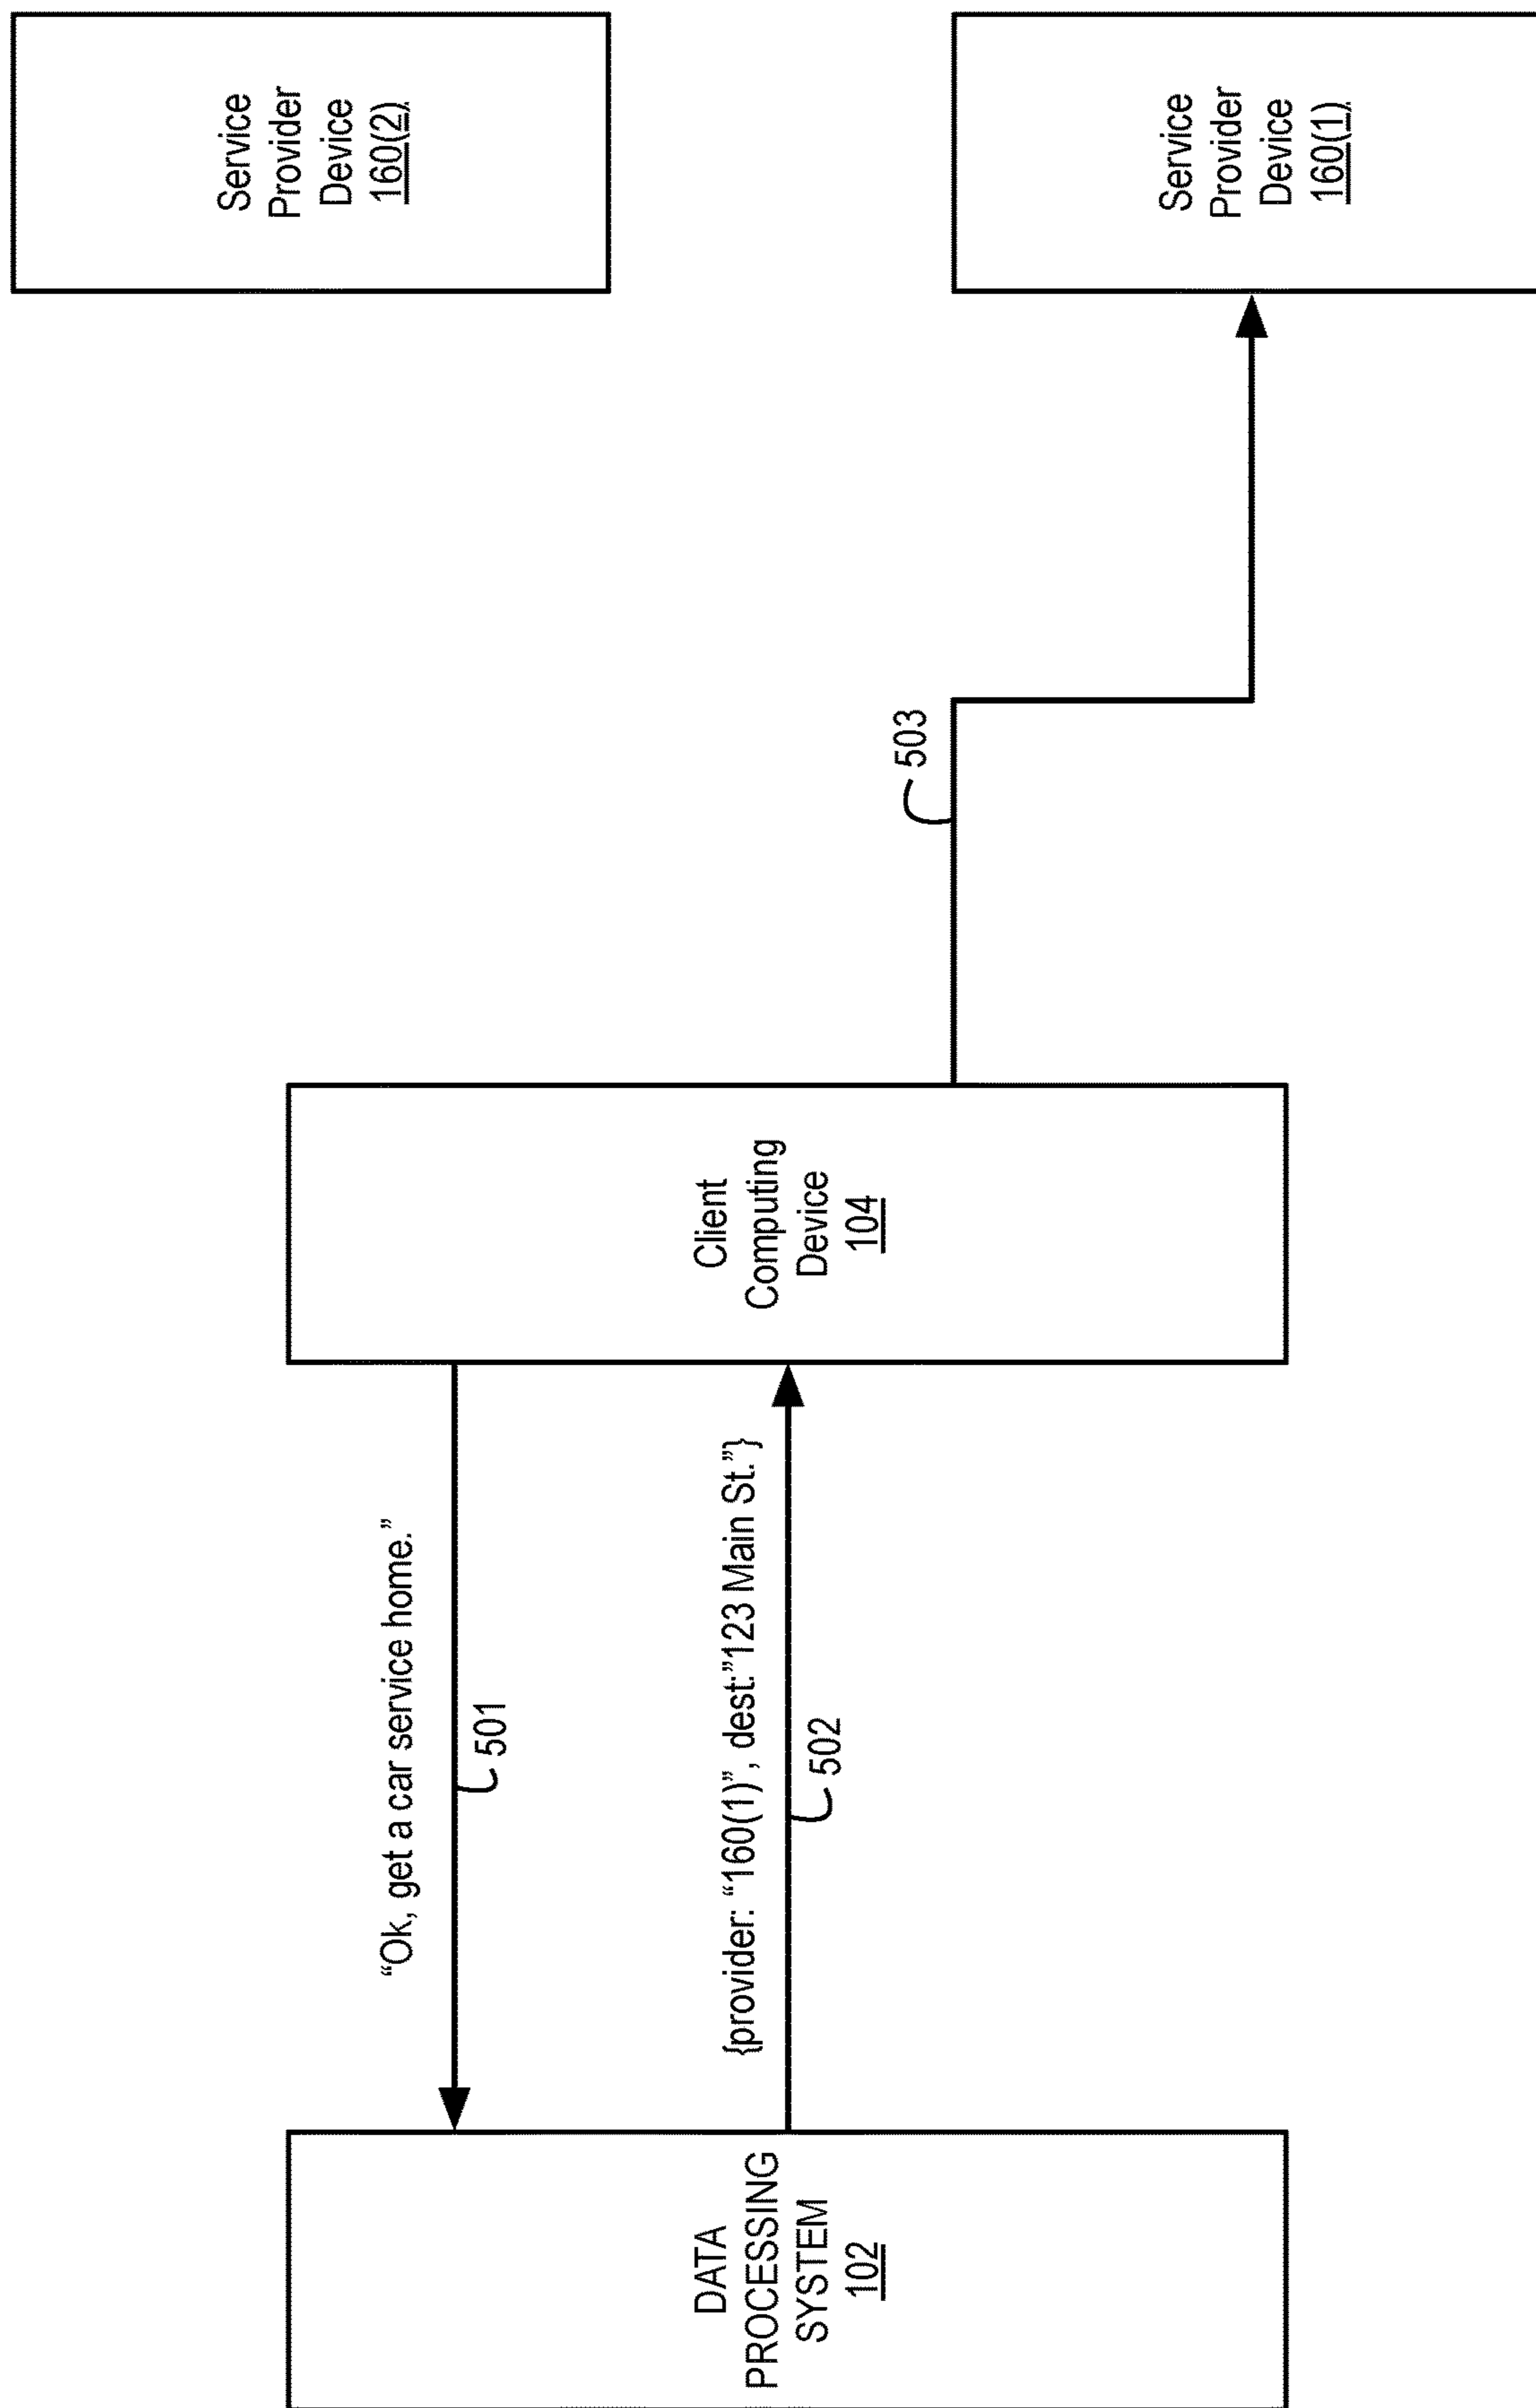 DATA
PROCESSING
SYSTEM
102
“Ok, get a car service home.”
501
{provider: “160(1)”, dest:”123 Main St.”}
502
Client
Computing
Device
104
503
Service
Provider
Device
160(2)
Service
Provider
Device
160(1)